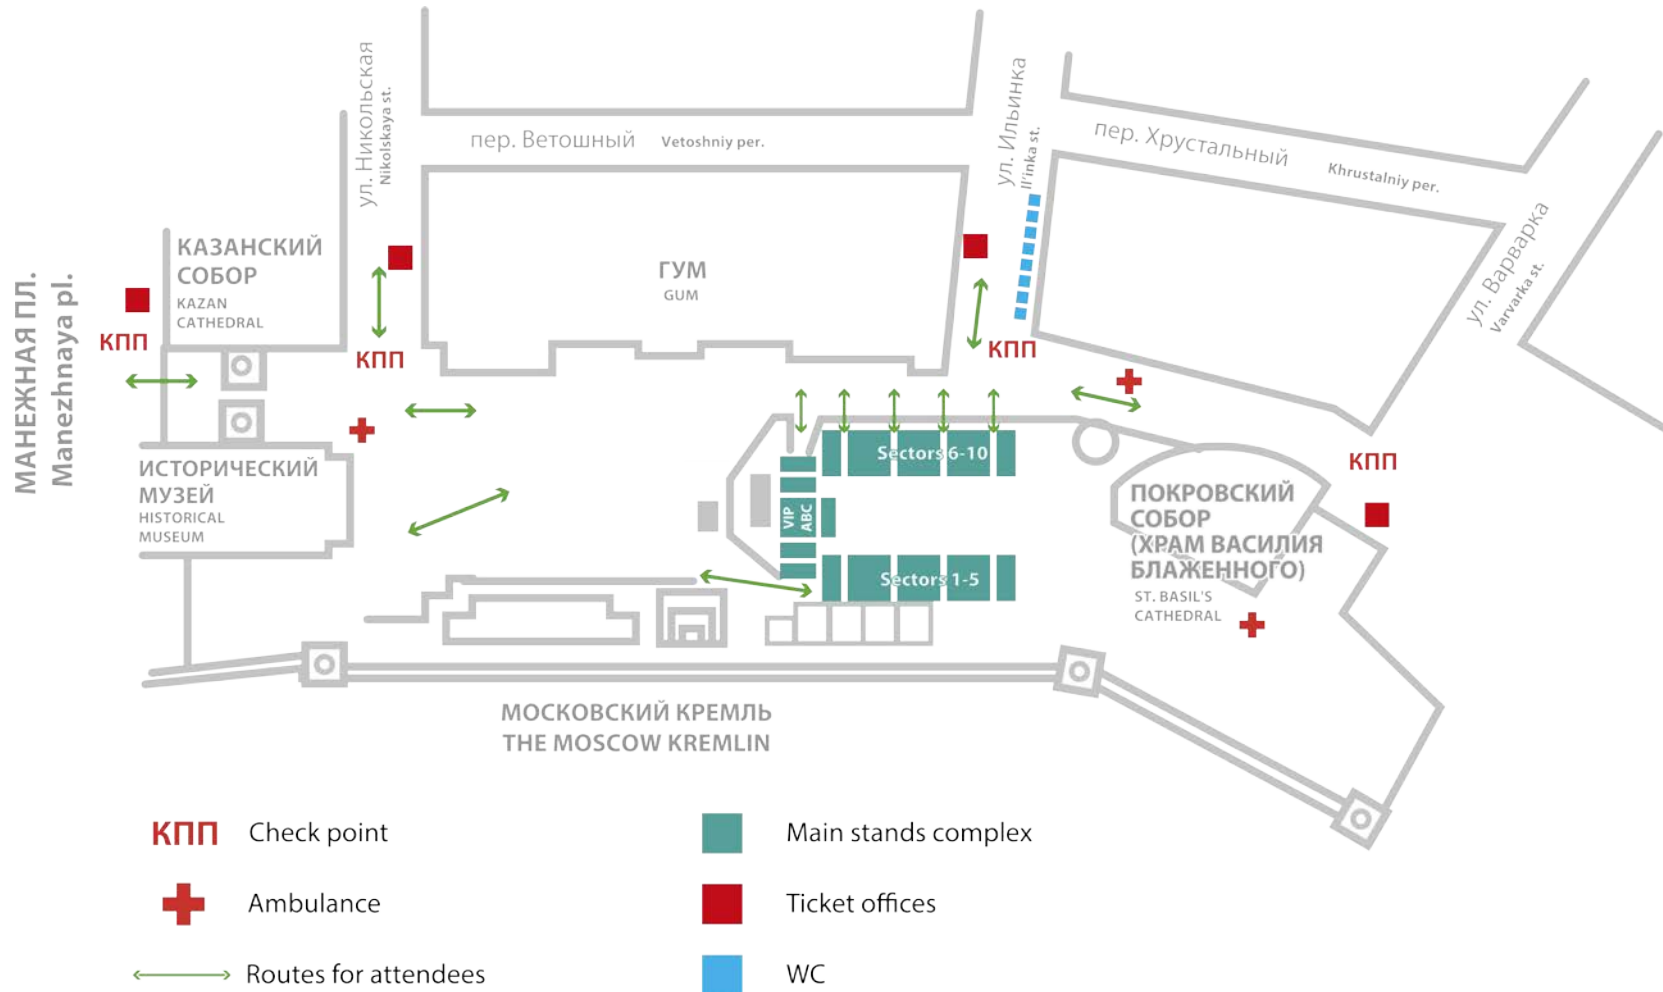 ул. Никольская
Nikolskaya st.
пер. Ветошный Vetoshniy per.
ул. Ильинка
Il'inka st.
пер. Хрустальный Khrustalniy per.
ул. Варварка
Varvarka st.
МАНЕЖНАЯ ПЛ.
Manezhnaya pl.
КАЗАНСКИЙ
СОБОР
KAZAN
CATHEDRAL
ГУМ
GUM
КПП
КПП
КПП
КПП
ИСТОРИЧЕСКИЙ
МУЗЕЙ
HISTORICAL
MUSEUM
Sectors 6-10
VIP
ABC
Sectors 1-5
ПОКРОВСКИЙ
СОБОР
(ХРАМ ВАСИЛИЯ
БЛАЖЕННОГО)
ST. BASIL'S
CATHEDRAL
МОСКОВСКИЙ КРЕМЛЬ
THE MOSCOW KREMLIN
КПП Check point
Main stands complex
Ambulance
Ticket offices
Routes for attendees
WC